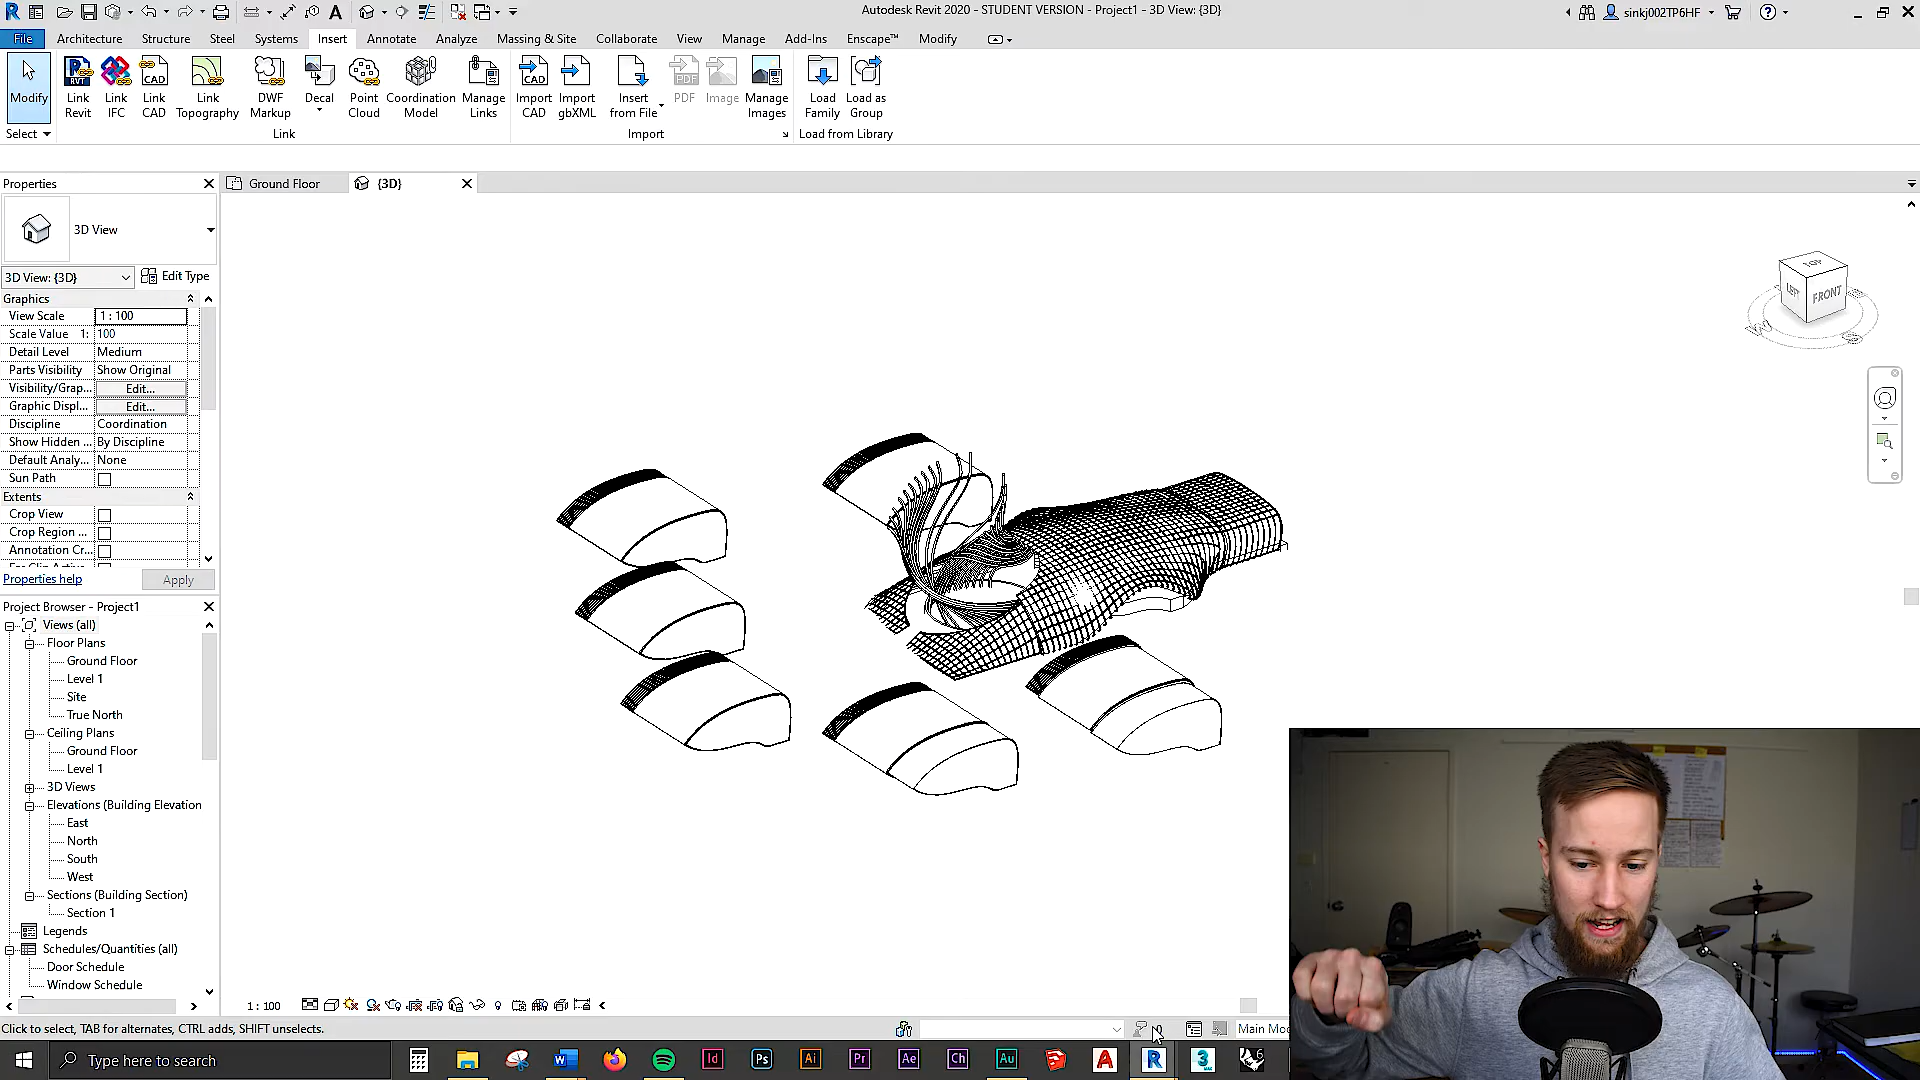 Autodesk Revit 2020 - STUDENT VERSION - Project1 - 3D View: {3D}
sinkj002TP6HF
File Architecture Structure Steel Systems Insert Annotate Analyze Massing & Site Collaborate View Manage Add-Ins Enscape™ Modify
Modify
Link Revit
Link IFC
Link CAD
Link Topography
DWF Markup
Decal
Point Cloud
Coordination Model
Manage Links
Import CAD
Import gbXML
Insert from File
PDF
Image
Manage Images
Load Family
Load as Group
Select
Link
Import
Load from Library
Properties
Ground Floor
{3D}
3D View
3D View: {3D}
Edit Type
Graphics
View Scale 1 : 100
Scale Value 1: 100
Detail Level Medium
Parts Visibility Show Original
Visibility/Grap... Edit...
Graphic Displ... Edit...
Discipline Coordination
Show Hidden ... By Discipline
Default Analy... None
Sun Path
Extents
Crop View
Crop Region ...
Annotation Cr...
Properties help
Apply
TOP
LEFT
FRONT
Project Browser - Project1
Views (all)
Floor Plans
Ground Floor
Level 1
Site
True North
Ceiling Plans
Ground Floor
Level 1
3D Views
Elevations (Building Elevation
East
North
South
West
Sections (Building Section)
Section 1
Legends
Schedules/Quantities (all)
Door Schedule
Window Schedule
1 : 100
Click to select, TAB for alternates, CTRL adds, SHIFT unselects.
Main Mod
Type here to search